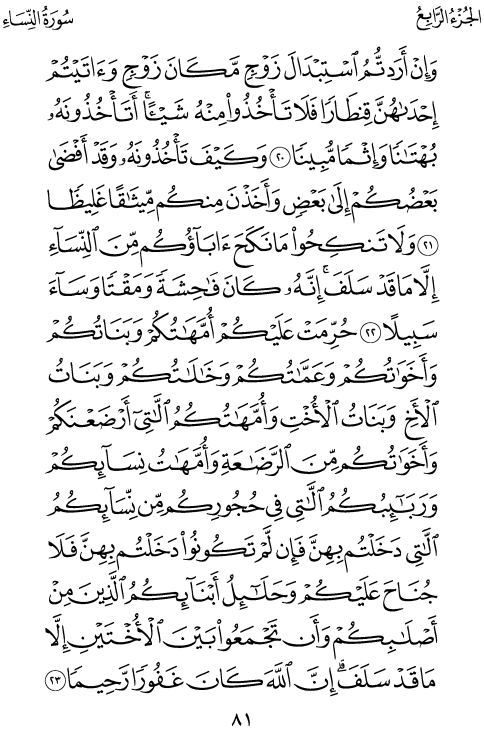 الجُزْءُ الرَّابِعُ
سُورَةُ النِّسَاءِ
وَإِنْ أَرَدتُّمُ ٱسْتِبْدَالَ زَوْجٍ مَّكَانَ زَوْجٍ وَءَاتَيْتُمْ
إِحْدَىٰهُنَّ قِنطَارًا فَلَا تَأْخُذُوا۟ مِنْهُ شَيْـًٔا ۚ أَتَأْخُذُونَهُۥ
بُهْتَـٰنًا وَإِثْمًا مُّبِينًا ٢٠ وَكَيْفَ تَأْخُذُونَهُۥ وَقَدْ أَفْضَىٰ
بَعْضُكُمْ إِلَىٰ بَعْضٍ وَأَخَذْنَ مِنكُم مِّيثَـٰقًا غَلِيظًا
٢١ وَلَا تَنكِحُوا۟ مَا نَكَحَ ءَابَآؤُكُم مِّنَ ٱلنِّسَآءِ
إِلَّا مَا قَدْ سَلَفَ ۚ إِنَّهُۥ كَانَ فَـٰحِشَةً وَمَقْتًا وَسَآءَ
سَبِيلًا ٢٢ حُرِّمَتْ عَلَيْكُمْ أُمَّهَـٰتُكُمْ وَبَنَاتُكُمْ
وَأَخَوَٰتُكُمْ وَعَمَّـٰتُكُمْ وَخَـٰلَـٰتُكُمْ وَبَنَاتُ
ٱلْأَخِ وَبَنَاتُ ٱلْأُخْتِ وَأُمَّهَـٰتُكُمُ ٱلَّـٰتِىٓ أَرْضَعْنَكُمْ
وَأَخَوَٰتُكُم مِّنَ ٱلرَّضَـٰعَةِ وَأُمَّهَـٰتُ نِسَآئِكُمْ
وَرَبَـٰٓئِبُكُمُ ٱلَّـٰتِى فِى حُجُورِكُم مِّن نِّسَآئِكُمُ
ٱلَّـٰتِى دَخَلْتُم بِهِنَّ فَإِن لَّمْ تَكُونُوا۟ دَخَلْتُم بِهِنَّ فَلَا
جُنَاحَ عَلَيْكُمْ وَحَلَـٰٓئِلُ أَبْنَآئِكُمُ ٱلَّذِينَ مِنْ
أَصْلَـٰبِكُمْ وَأَن تَجْمَعُوا۟ بَيْنَ ٱلْأُخْتَيْنِ إِلَّا
مَا قَدْ سَلَفَ ۗ إِنَّ ٱللَّهَ كَانَ غَفُورًا رَّحِيمًا ٢٣
٨١